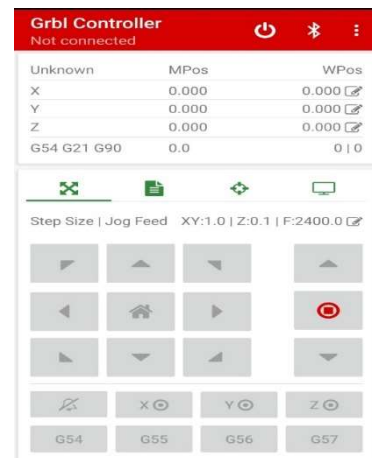 Grbl Controller
Not connected
Unknown MPos WPos
X 0.000 0.000
Y 0.000 0.000
Z 0.000 0.000
G54 G21 G90 0.0 0 | 0
Step Size | Jog Feed XY:1.0 | Z:0.1 | F:2400.0
X Y Z
G54 G55 G56 G57